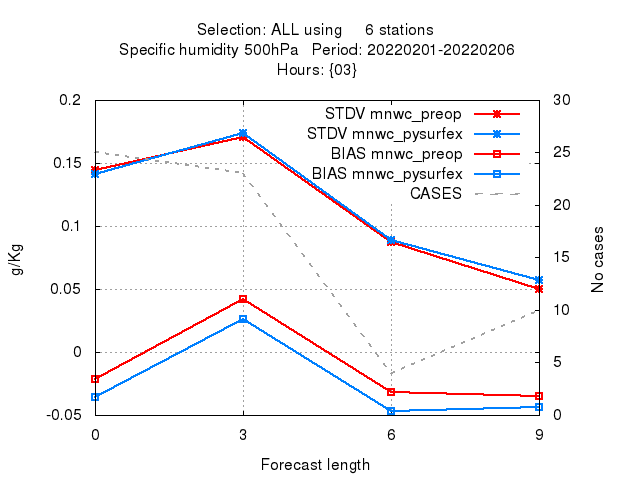 Selection: ALL using     6 stations
Specific humidity 500hPa   Period: 20220201-20220206
Hours: {03}
0.2
0.15
0.1
0.05
0
-0.05
g/Kg
STDV mnwc_preop
STDV mnwc_pysurfex
BIAS mnwc_preop
BIAS mnwc_pysurfex
CASES
30
25
20
15
10
5
0
No cases
0 3 6 9
Forecast length